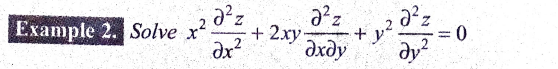 Example 2. Solve x² ∂²z/∂x² + 2xy ∂²z/∂x∂y + y² ∂²z/∂y² = 0